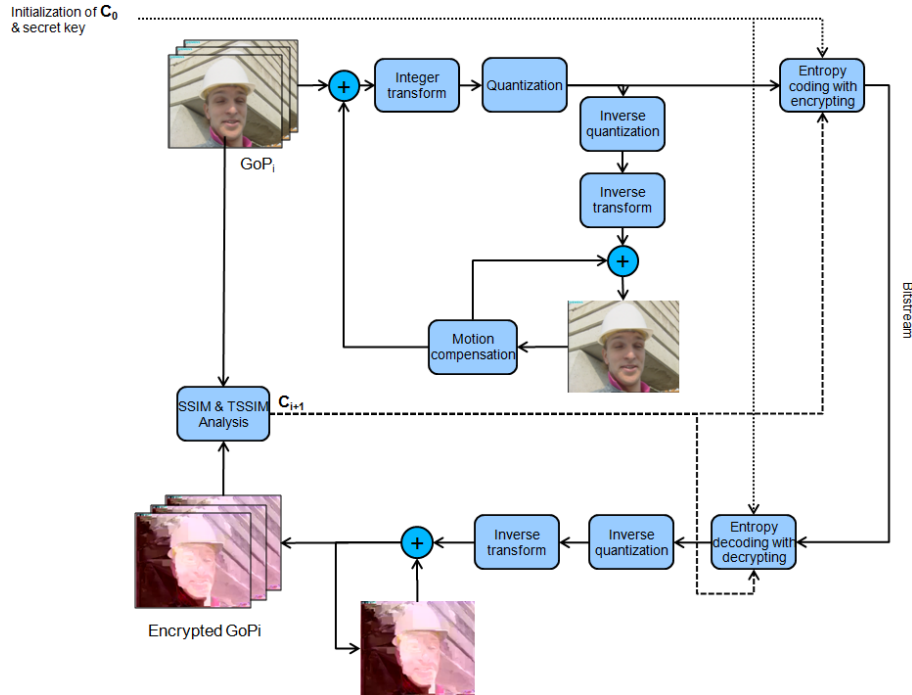 Initialization of C0
& secret key
GoPi
+
Integer
transform
Quantization
Entropy
coding with
encrypting
Inverse
quantization
Inverse
transform
+
Motion
compensation
Bitstream
SSIM & TSSIM
Analysis
Ci+1
+
Inverse
transform
Inverse
quantization
Entropy
decoding with
decrypting
Encrypted GoPi